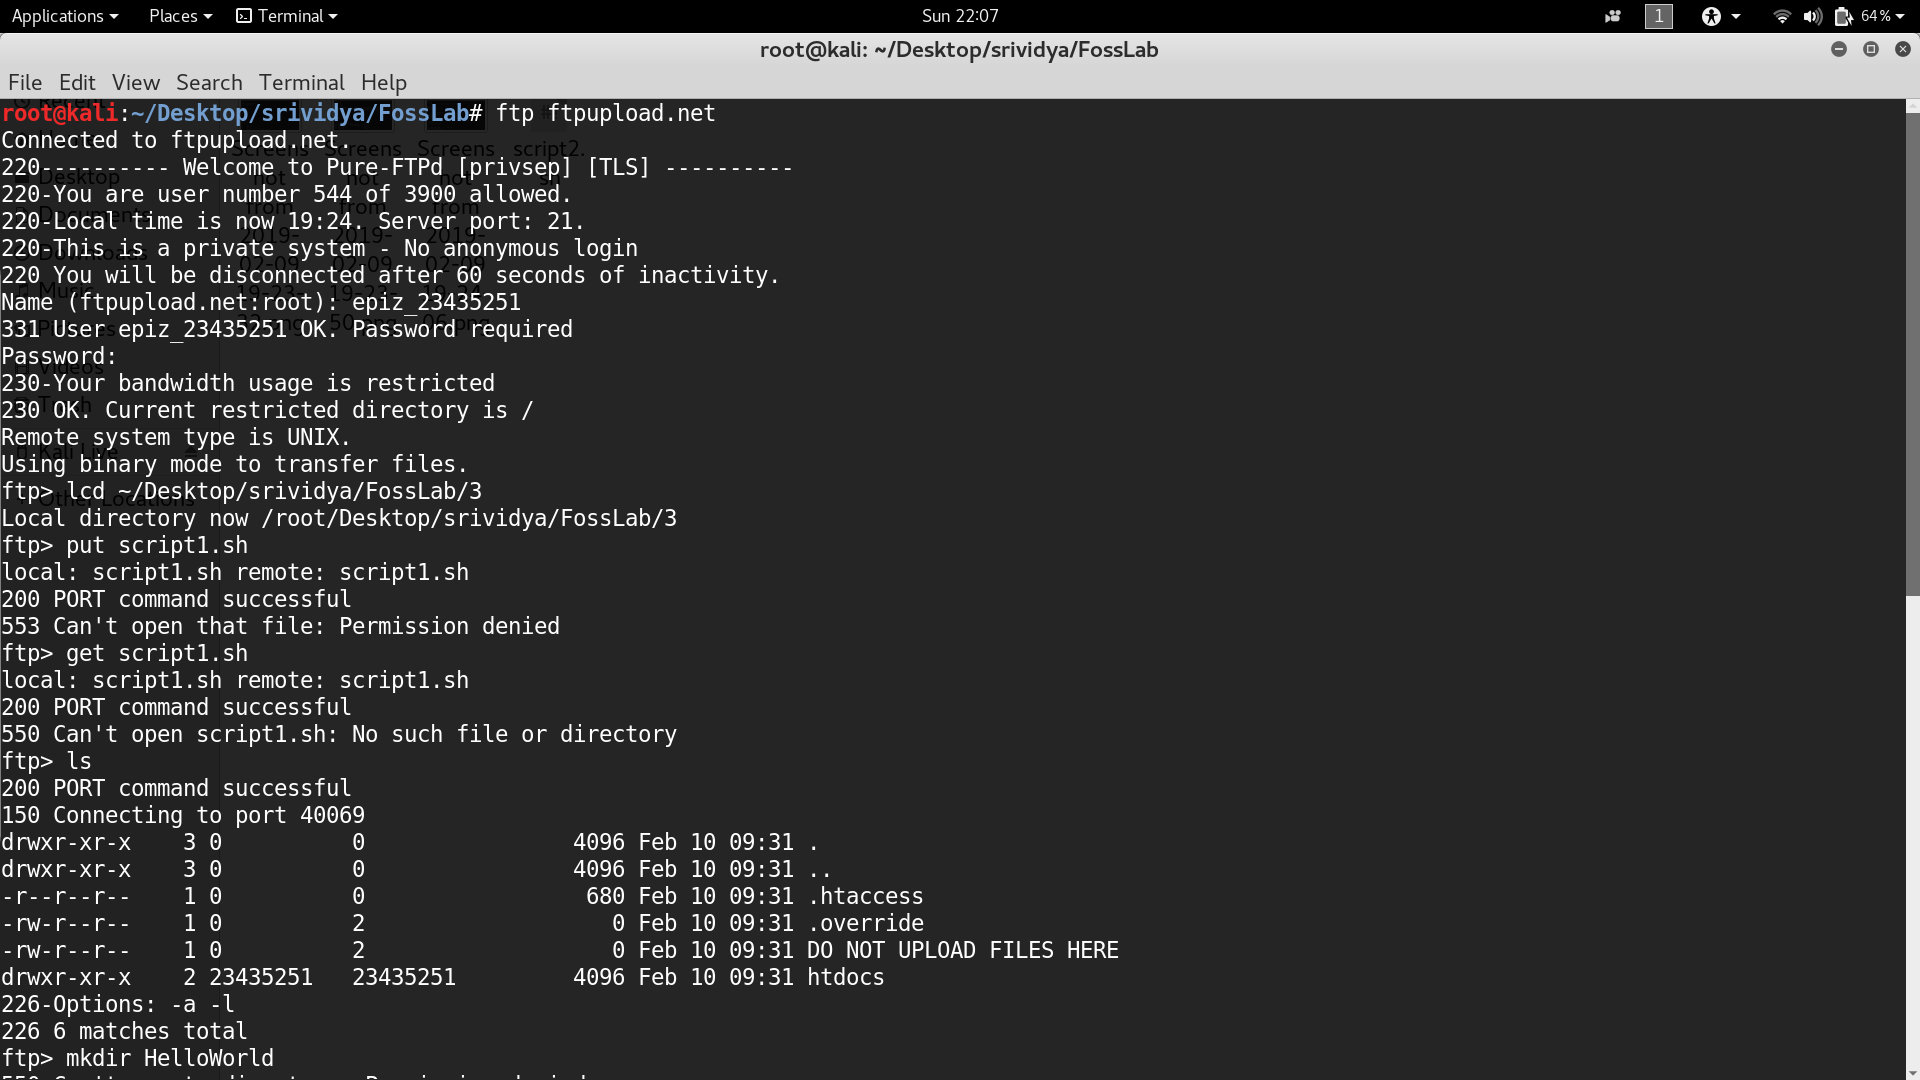 Applications Places Terminal Sun 22:07 1 64%
root@kali: ~/Desktop/srividya/FossLab
File Edit View Search Terminal Help
root@kali:~/Desktop/srividya/FossLab# ftp ftpupload.net
Connected to ftpupload.net.
220---------- Welcome to Pure-FTPd [privsep] [TLS] ----------
220-You are user number 544 of 3900 allowed.
220-Local time is now 19:24. Server port: 21.
220-This is a private system - No anonymous login
220 You will be disconnected after 60 seconds of inactivity.
Name (ftpupload.net:root): epiz_23435251
331 User epiz_23435251 OK. Password required
Password:
230-Your bandwidth usage is restricted
230 OK. Current restricted directory is /
Remote system type is UNIX.
Using binary mode to transfer files.
ftp> lcd ~/Desktop/srividya/FossLab/3
Local directory now /root/Desktop/srividya/FossLab/3
ftp> put script1.sh
local: script1.sh remote: script1.sh
200 PORT command successful
553 Can't open that file: Permission denied
ftp> get script1.sh
local: script1.sh remote: script1.sh
200 PORT command successful
550 Can't open script1.sh: No such file or directory
ftp> ls
200 PORT command successful
150 Connecting to port 40069
drwxr-xr-x    3 0          0                4096 Feb 10 09:31 .
drwxr-xr-x    3 0          0                4096 Feb 10 09:31 ..
-r--r--r--    1 0          0                 680 Feb 10 09:31 .htaccess
-rw-r--r--    1 0          2                   0 Feb 10 09:31 .override
-rw-r--r--    1 0          2                   0 Feb 10 09:31 DO NOT UPLOAD FILES HERE
drwxr-xr-x    2 23435251   23435251         4096 Feb 10 09:31 htdocs
226-Options: -a -l
226 6 matches total
ftp> mkdir HelloWorld